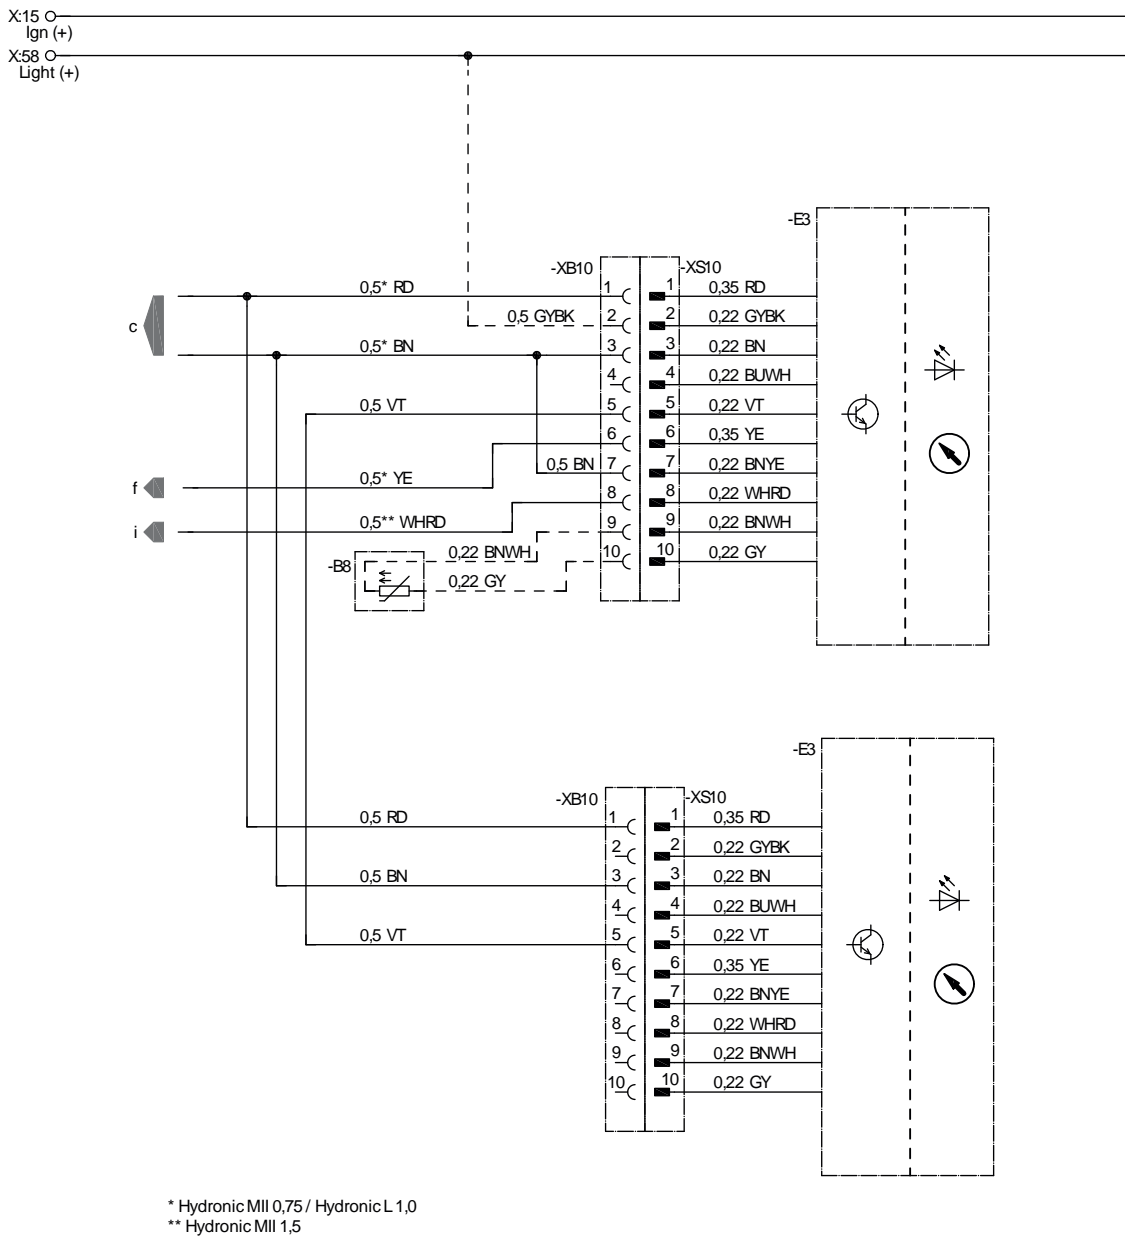 X:15
Ign (+)
X:58
Light (+)
-E3
-XB10 -XS10
0,5* RD 1 1 0,35 RD
c
0,5 GYBK 2 2 0,22 GYBK
0,5* BN 3 3 0,22 BN
4 4 0,22 BUWH
0,5 VT 5 5 0,22 VT
6 6 0,35 YE
0,5 BN 7 7 0,22 BNYE
f 0,5* YE
8 8 0,22 WHRD
i 0,5** WHRD 9 9 0,22 BNWH
0,22 BNWH 10 10 0,22 GY
-B8
0,22 GY
-E3
-XB10 -XS10
0,5 RD 1 1 0,35 RD
2 2 0,22 GYBK
0,5 BN 3 3 0,22 BN
4 4 0,22 BUWH
0,5 VT 5 5 0,22 VT
6 6 0,35 YE
7 7 0,22 BNYE
8 8 0,22 WHRD
9 9 0,22 BNWH
10 10 0,22 GY
* Hydronic MII 0,75 / Hydronic L 1,0
** Hydronic MII 1,5